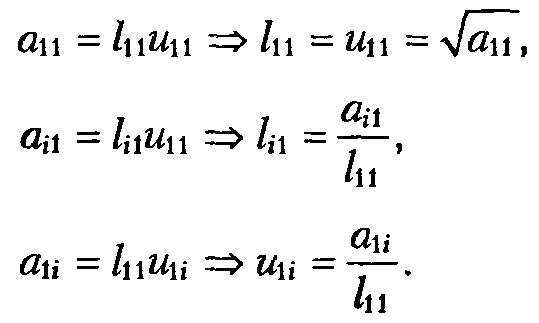 a₁₁ = l₁₁u₁₁ ⇒ l₁₁ = u₁₁ = √a₁₁,
aᵢ₁ = lᵢ₁u₁₁ ⇒ lᵢ₁ = aᵢ₁/l₁₁,
a₁ᵢ = l₁₁u₁ᵢ ⇒ u₁ᵢ = a₁ᵢ/l₁₁.